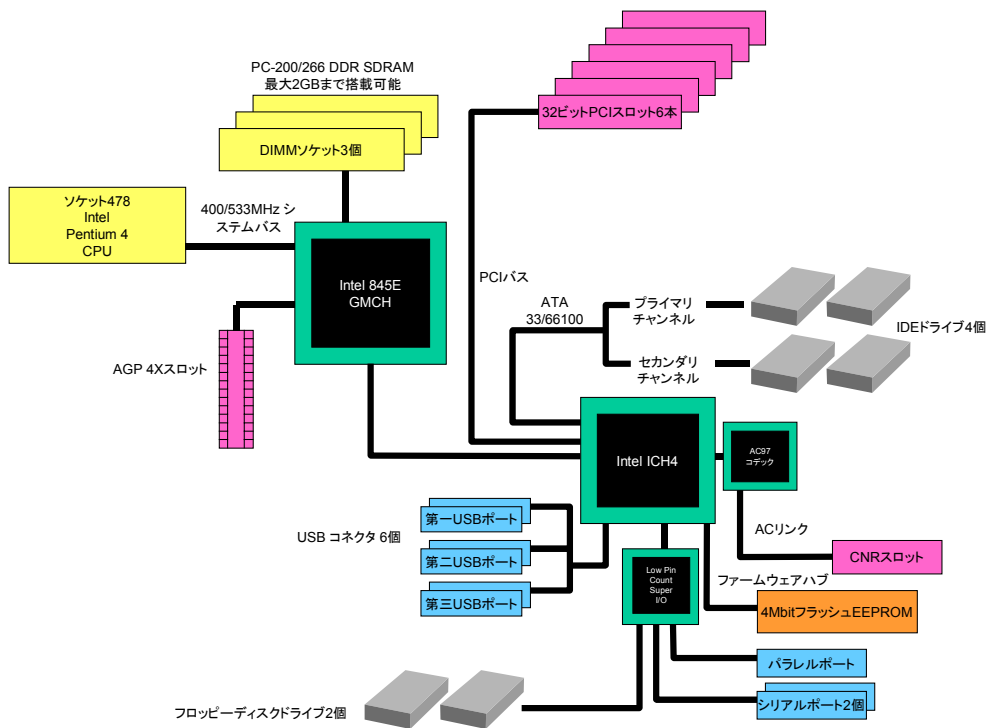 PC-200/266 DDR SDRAM
最大2GBまで搭載可能
DIMMソケット3個
32ビットPCIスロット6本
ソケット478
Intel
Pentium 4
CPU
400/533MHz シ
ステムバス
Intel 845E
GMCH
PCIバス
AGP 4Xスロット
ATA
33/66100
プライマリ
チャンネル
セカンダリ
チャンネル
IDEドライブ4個
Intel ICH4
AC97
コデック
USB コネクタ 6個
第一USBポート
第二USBポート
第三USBポート
ACリンク
CNRスロット
Low Pin
Count
Super
I/O
ファームウェアハブ
4MbitフラッシュEEPROM
パラレルポート
シリアルポート2個
フロッピーディスクドライブ2個